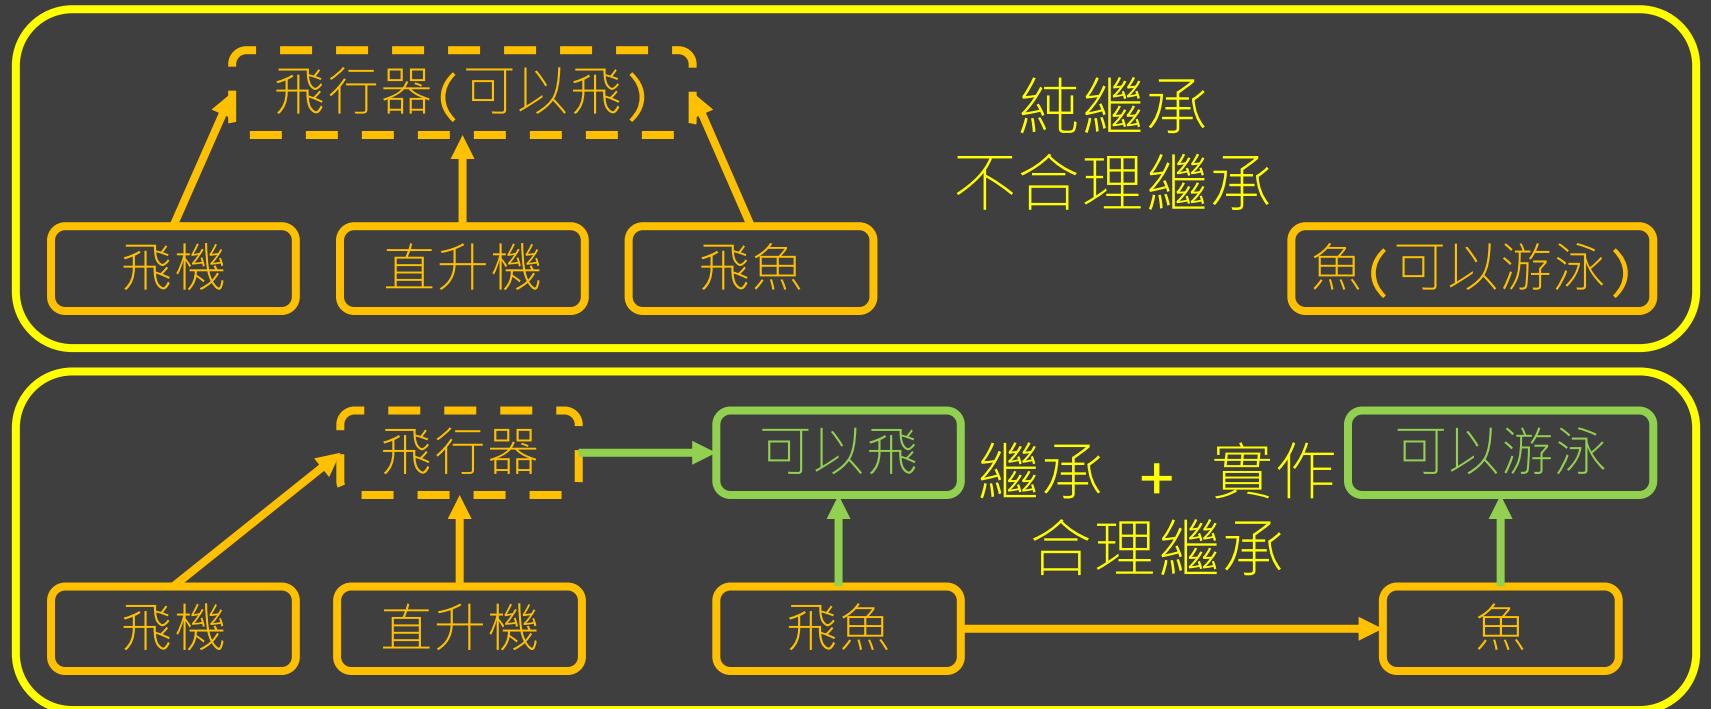 飛行器(可以飛)
純繼承
不合理繼承
飛機
直升機
飛魚
魚(可以游泳)
飛行器
可以飛
繼承 + 實作
合理繼承
可以游泳
飛機
直升機
飛魚
魚